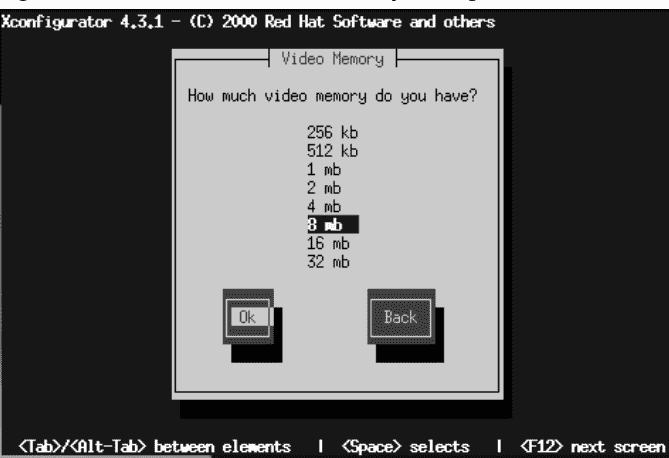 Xconfigurator 4.3.1 - (C) 2000 Red Hat Software and others
Video Memory
How much video memory do you have?
256 kb
512 kb
1 mb
2 mb
4 mb
8 mb
16 mb
32 mb
Ok Back
<Tab>/<Alt-Tab> between elements | <Space> selects | <F12> next screen